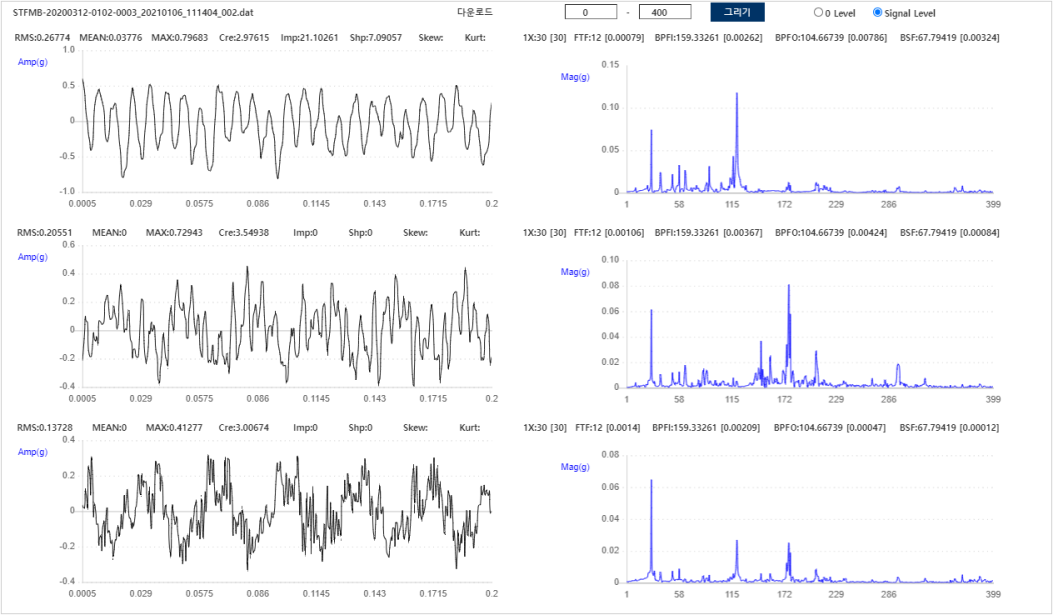 STFMB-20200312-0102-0003_20210106_111404_002.dat 다운로드 0 - 400 그리기 0 Level Signal Level
RMS:0.26774 MEAN:0.03776 MAX:0.79683 Cre:2.97615 Imp:21.10261 Shp:7.09057 Skew: Kurt:
Amp(g)
1.0
0.5
0
-0.5
-1.0
0.0005 0.029 0.0575 0.086 0.1145 0.143 0.1715 0.2
1X:30 [30] FTF:12 [0.00079] BPFI:159.33261 [0.00262] BPFO:104.66739 [0.00786] BSF:67.79419 [0.00324]
Mag(g)
0.15
0.10
0.05
0
1 58 115 172 229 286 399
RMS:0.20551 MEAN:0 MAX:0.72943 Cre:3.54938 Imp:0 Shp:0 Skew: Kurt:
Amp(g)
0.6
0.4
0.2
0
-0.2
-0.4
0.0005 0.029 0.0575 0.086 0.1145 0.143 0.1715 0.2
1X:30 [30] FTF:12 [0.00106] BPFI:159.33261 [0.00367] BPFO:104.66739 [0.00424] BSF:67.79419 [0.00084]
Mag(g)
0.10
0.08
0.06
0.04
0.02
0
1 58 115 172 229 286 399
RMS:0.13728 MEAN:0 MAX:0.41277 Cre:3.00674 Imp:0 Shp:0 Skew: Kurt:
Amp(g)
0.4
0.2
0
-0.2
-0.4
0.0005 0.029 0.0575 0.086 0.1145 0.143 0.1715 0.2
1X:30 [30] FTF:12 [0.0014] BPFI:159.33261 [0.00209] BPFO:104.66739 [0.00047] BSF:67.79419 [0.00012]
Mag(g)
0.08
0.06
0.04
0.02
0
1 58 115 172 229 286 399